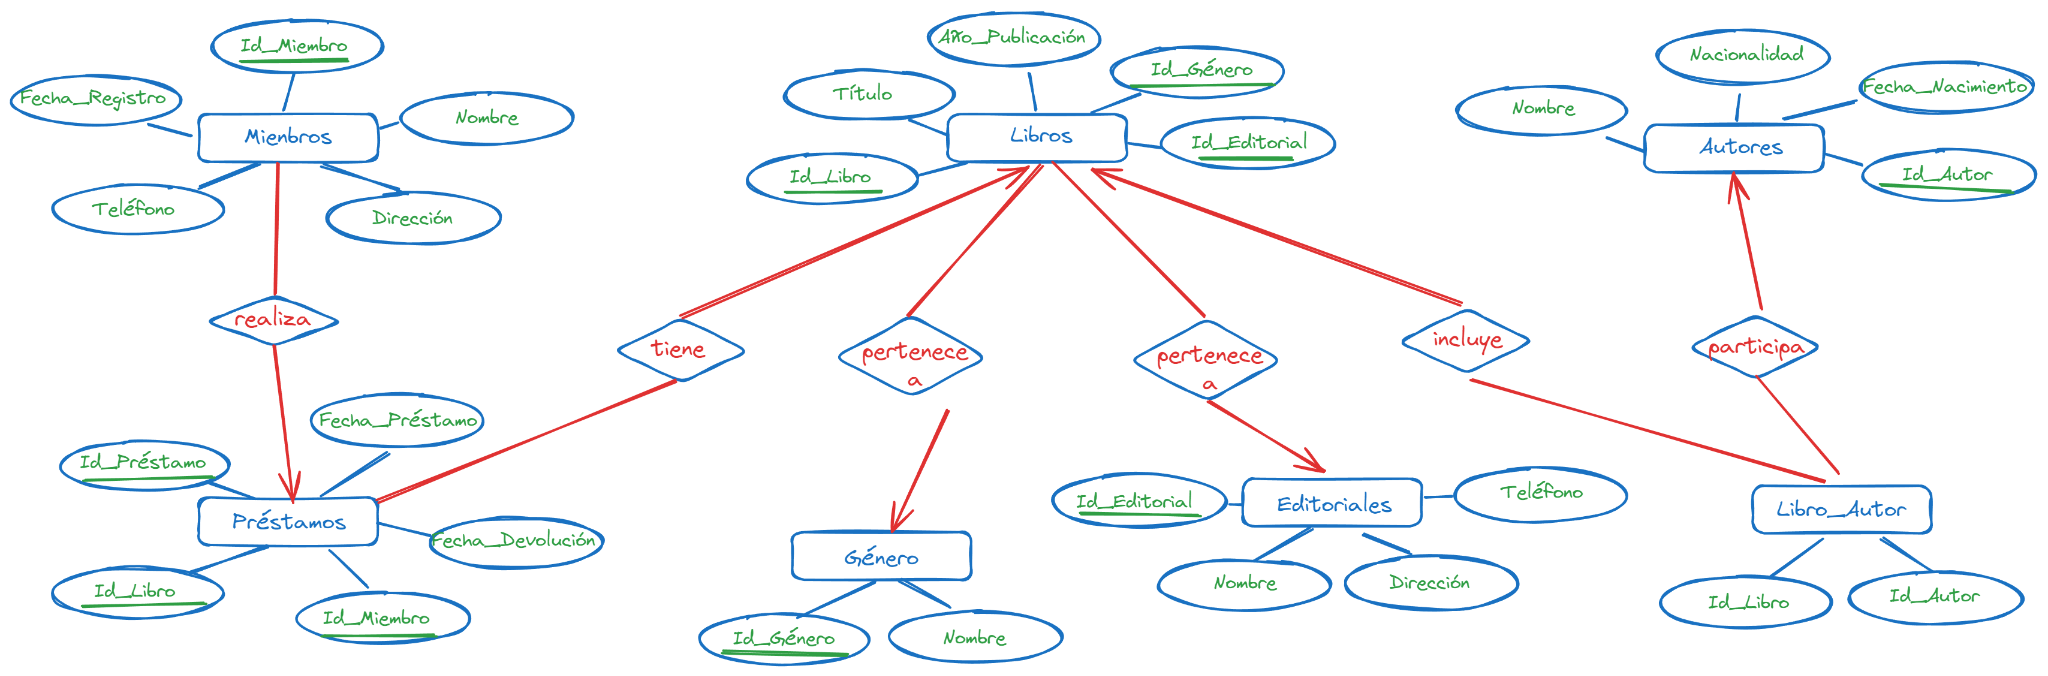 Id_Miembro
Fecha_Registro
Nombre
Mienbros
Teléfono
Dirección
realiza
Fecha_Préstamo
Id_Préstamo
Préstamos
Fecha_Devolución
Id_Libro
Id_Miembro
Año_Publicación
Id_Género
Título
Libros
Id_Editorial
Id_Libro
tiene
pertenece
a
pertenece
a
incluye
Género
Id_Género
Nombre
Id_Editorial
Editoriales
Teléfono
Nombre
Dirección
Nacionalidad
Fecha_Nacimiento
Nombre
Autores
Id_Autor
participa
Libro_Autor
Id_Libro
Id_Autor